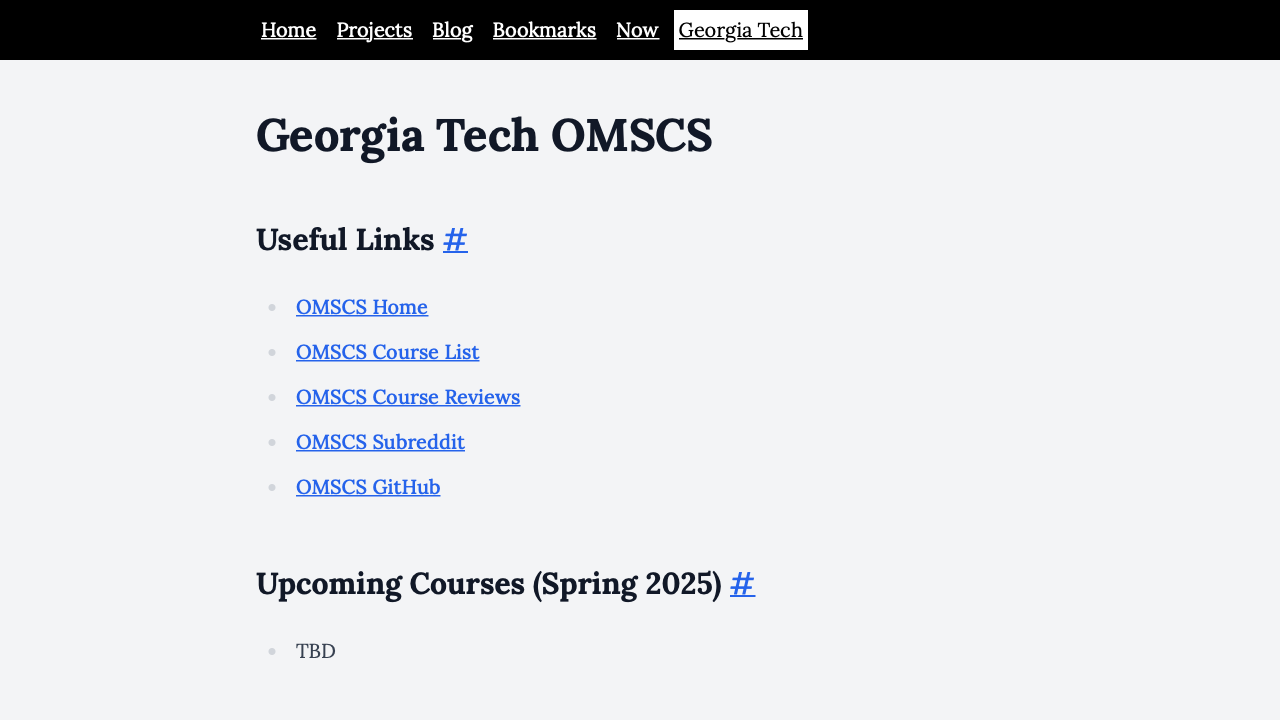 Home Projects Blog Bookmarks Now Georgia Tech
Georgia Tech OMSCS
Useful Links #
OMSCS Home
OMSCS Course List
OMSCS Course Reviews
OMSCS Subreddit
OMSCS GitHub
Upcoming Courses (Spring 2025) #
TBD